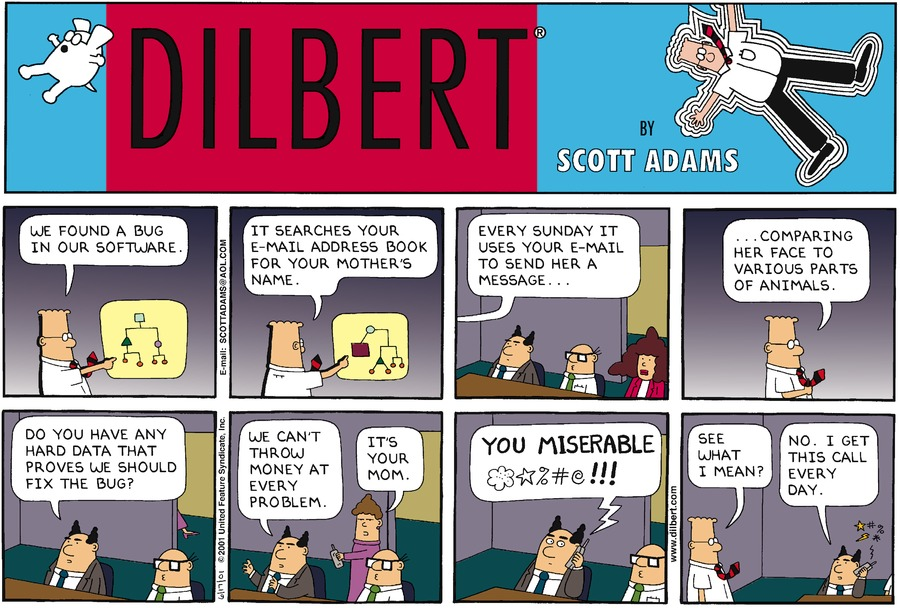 DILBERT®
BY
SCOTT ADAMS
WE FOUND A BUG
IN OUR SOFTWARE.
E-mail: SCOTTADAMS@AOL.COM
IT SEARCHES YOUR
E-MAIL ADDRESS BOOK
FOR YOUR MOTHER'S
NAME.
EVERY SUNDAY IT
USES YOUR E-MAIL
TO SEND HER A
MESSAGE...
...COMPARING
HER FACE TO
VARIOUS PARTS
OF ANIMALS.
DO YOU HAVE ANY
HARD DATA THAT
PROVES WE SHOULD
FIX THE BUG?
6/17/01 © 2001 United Feature Syndicate, Inc.
WE CAN'T
THROW
MONEY AT
EVERY
PROBLEM.
IT'S
YOUR
MOM.
YOU MISERABLE
✿☆%#@ !!!
www.dilbert.com
SEE
WHAT
I MEAN?
NO. I GET
THIS CALL
EVERY
DAY.
☆#%*